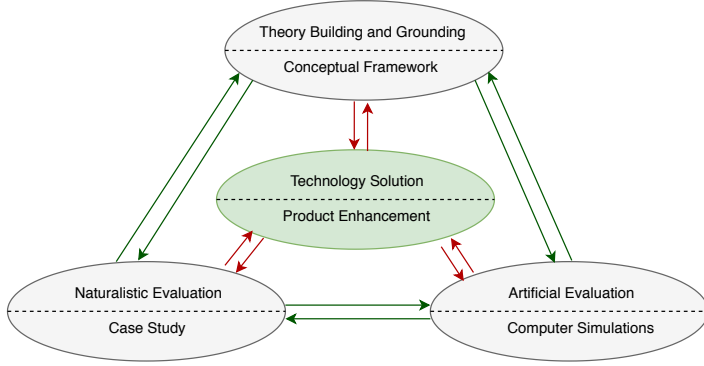 Theory Building and Grounding
Conceptual Framework
Technology Solution
Product Enhancement
Naturalistic Evaluation
Case Study
Artificial Evaluation
Computer Simulations